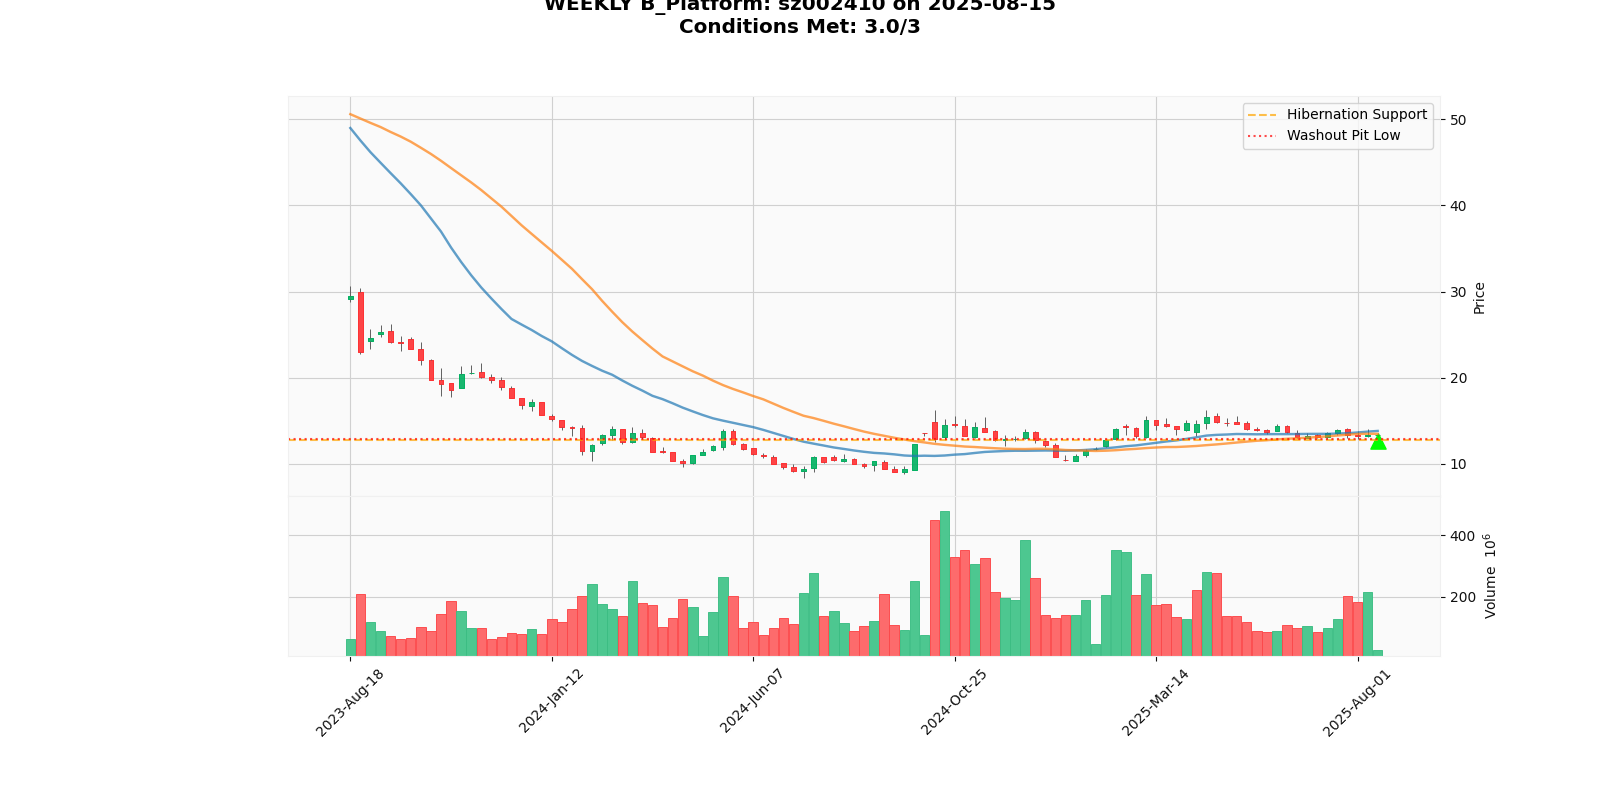 WEEKLY B_Platform: sz002410 on 2025-08-15
Conditions Met: 3.0/3
Hibernation Support
Washout Pit Low
50
40
30
20
10
Price
400
200
Volume 10⁶
2023-Aug-18
2024-Jan-12
2024-Jun-07
2024-Oct-25
2025-Mar-14
2025-Aug-01